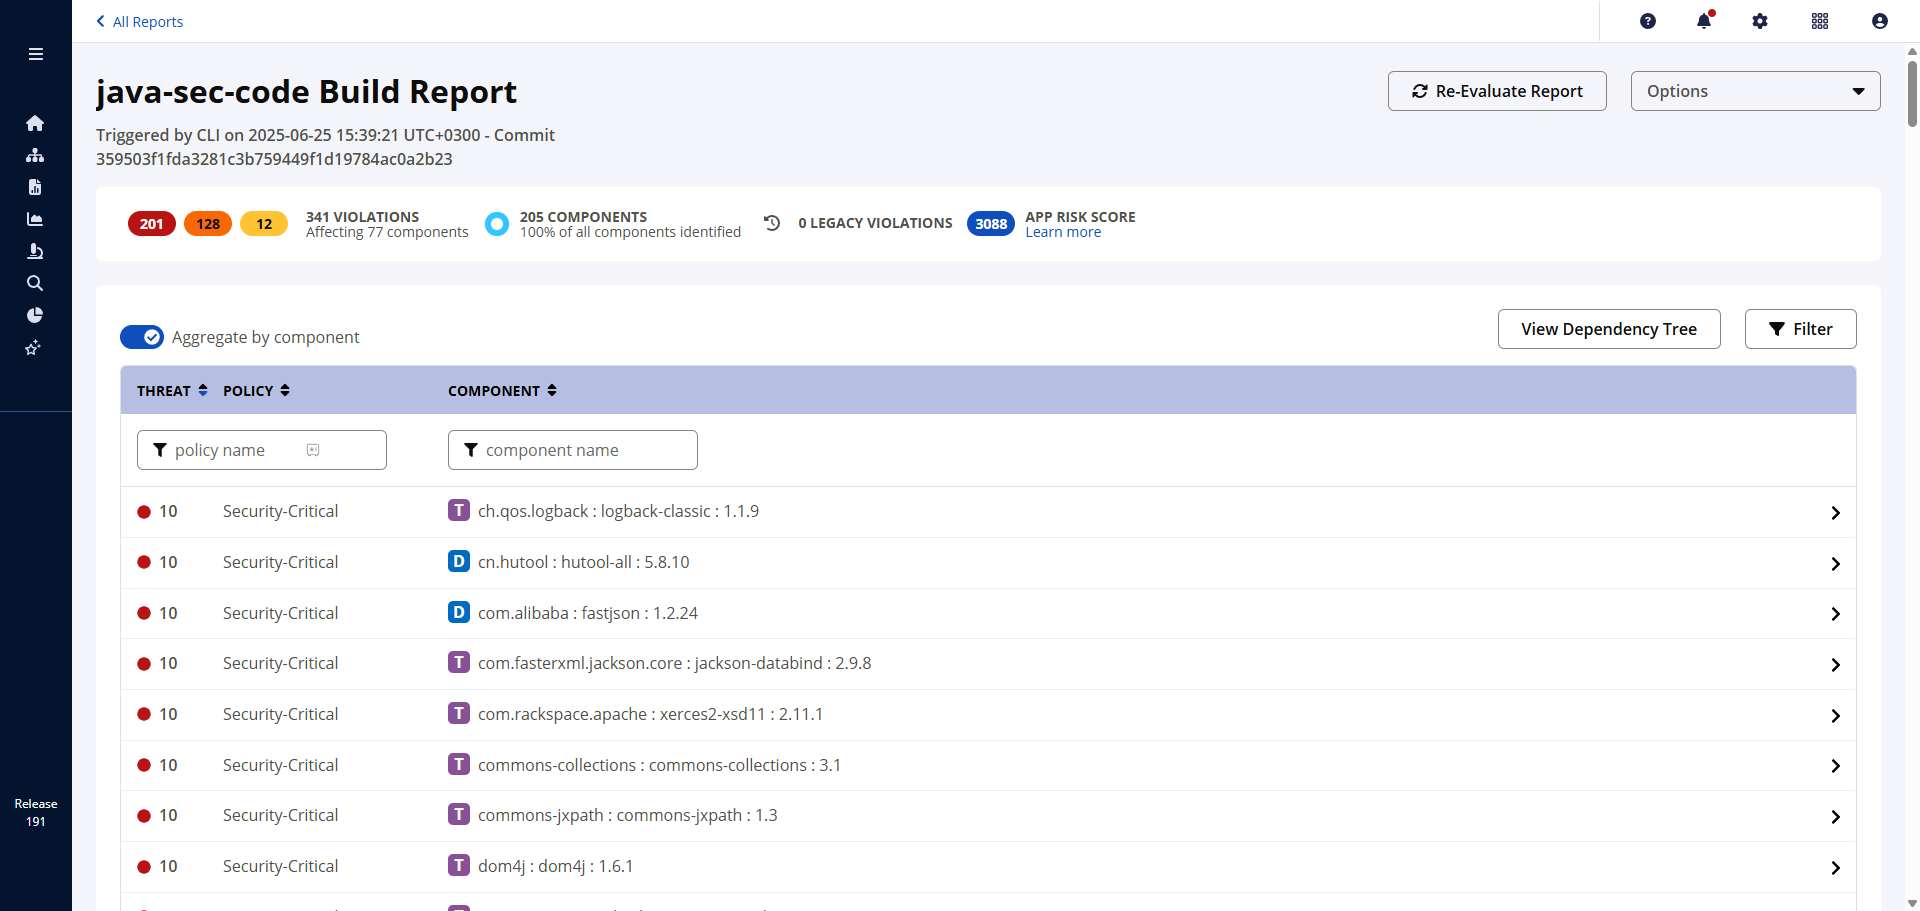 All Reports
java-sec-code Build Report
Re-Evaluate Report
Options
Triggered by CLI on 2025-06-25 15:39:21 UTC+0300 - Commit
359503f1fda3281c3b759449f1d19784ac0a2b23
201 128 12
341 VIOLATIONS
Affecting 77 components
205 COMPONENTS
100% of all components identified
0 LEGACY VIOLATIONS
3088
APP RISK SCORE
Learn more
Aggregate by component
View Dependency Tree
Filter
THREAT POLICY COMPONENT
policy name component name
10 Security-Critical T ch.qos.logback : logback-classic : 1.1.9
10 Security-Critical D cn.hutool : hutool-all : 5.8.10
10 Security-Critical D com.alibaba : fastjson : 1.2.24
10 Security-Critical T com.fasterxml.jackson.core : jackson-databind : 2.9.8
10 Security-Critical T com.rackspace.apache : xerces2-xsd11 : 2.11.1
10 Security-Critical T commons-collections : commons-collections : 3.1
10 Security-Critical T commons-jxpath : commons-jxpath : 1.3
10 Security-Critical T dom4j : dom4j : 1.6.1
Release
191